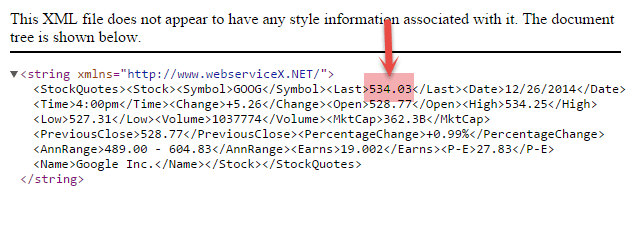 This XML file does not appear to have any style information associated with it. The document
tree is shown below.
▼<string xmlns="http://www.webserviceX.NET/">
<StockQuotes><Stock><Symbol>GOOG</Symbol><Last>534.03</Last><Date>12/26/2014</Date>
<Time>4:00pm</Time><Change>+5.26</Change><Open>528.77</Open><High>534.25</High>
<Low>527.31</Low><Volume>1037774</Volume><MktCap>362.3B</MktCap>
<PreviousClose>528.77</PreviousClose><PercentageChange>+0.99%</PercentageChange>
<AnnRange>489.00 - 604.83</AnnRange><Earns>19.002</Earns><P-E>27.83</P-E>
<Name>Google Inc.</Name></Stock></StockQuotes>
</string>